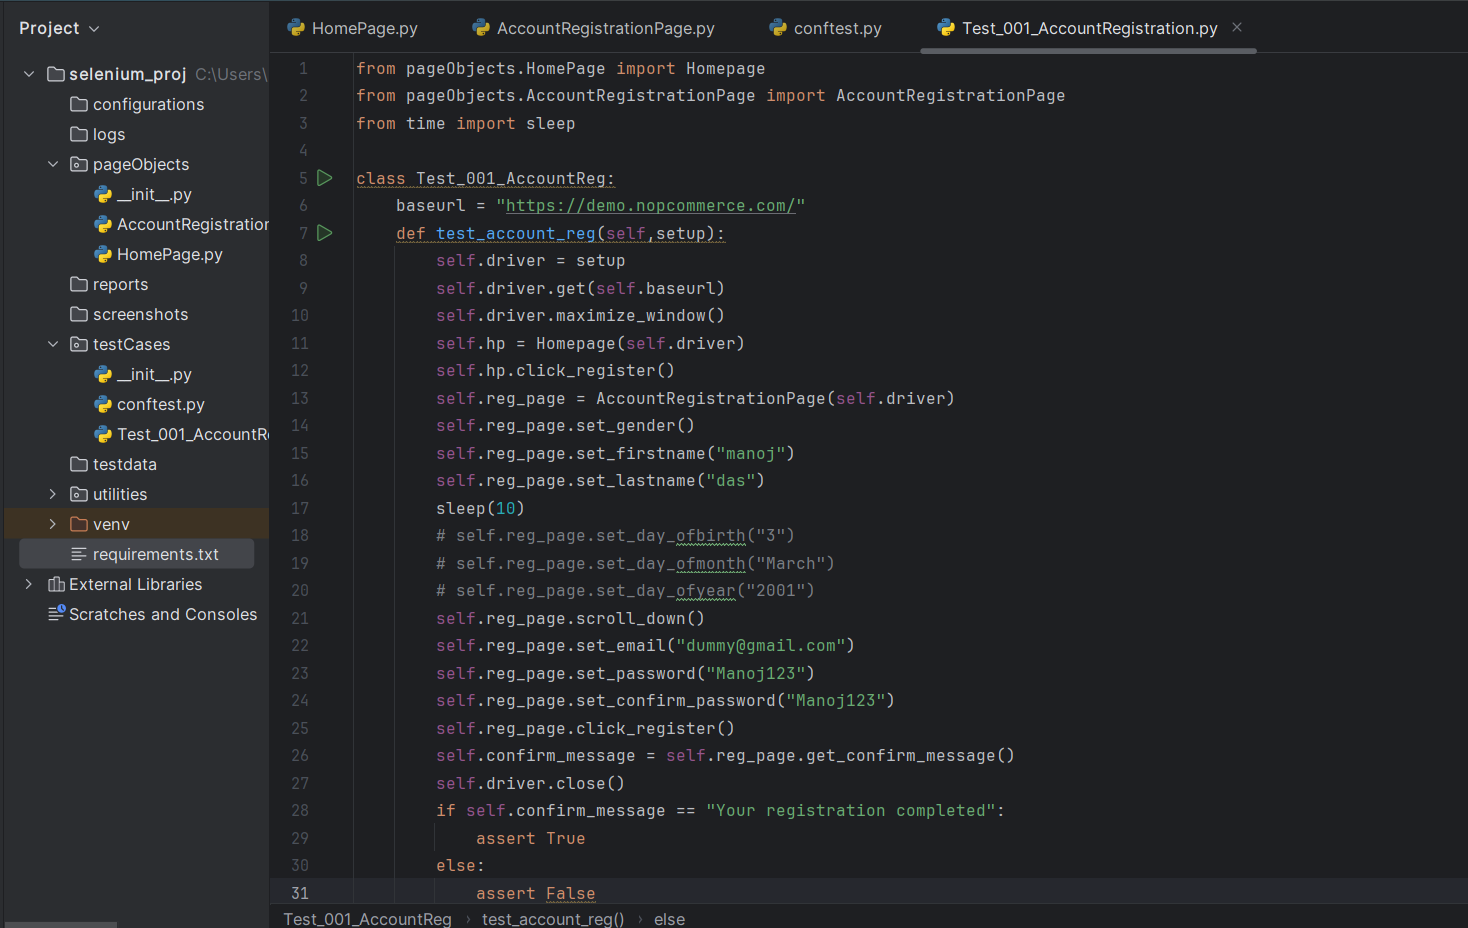 Project
selenium_proj C:\Users\
configurations
logs
pageObjects
__init__.py
AccountRegistration
HomePage.py
reports
screenshots
testCases
__init__.py
conftest.py
Test_001_AccountRe
testdata
utilities
venv
requirements.txt
External Libraries
Scratches and Consoles
HomePage.py AccountRegistrationPage.py conftest.py Test_001_AccountRegistration.py
1 from pageObjects.HomePage import Homepage
2 from pageObjects.AccountRegistrationPage import AccountRegistrationPage
3 from time import sleep
4
5 class Test_001_AccountReg:
6 baseurl = "https://demo.nopcommerce.com/"
7 def test_account_reg(self,setup):
8 self.driver = setup
9 self.driver.get(self.baseurl)
10 self.driver.maximize_window()
11 self.hp = Homepage(self.driver)
12 self.hp.click_register()
13 self.reg_page = AccountRegistrationPage(self.driver)
14 self.reg_page.set_gender()
15 self.reg_page.set_firstname("manoj")
16 self.reg_page.set_lastname("das")
17 sleep(10)
18 # self.reg_page.set_day_ofbirth("3")
19 # self.reg_page.set_day_ofmonth("March")
20 # self.reg_page.set_day_ofyear("2001")
21 self.reg_page.scroll_down()
22 self.reg_page.set_email("dummy@gmail.com")
23 self.reg_page.set_password("Manoj123")
24 self.reg_page.set_confirm_password("Manoj123")
25 self.reg_page.click_register()
26 self.confirm_message = self.reg_page.get_confirm_message()
27 self.driver.close()
28 if self.confirm_message == "Your registration completed":
29 assert True
30 else:
31 assert False
Test_001_AccountReg › test_account_reg() › else